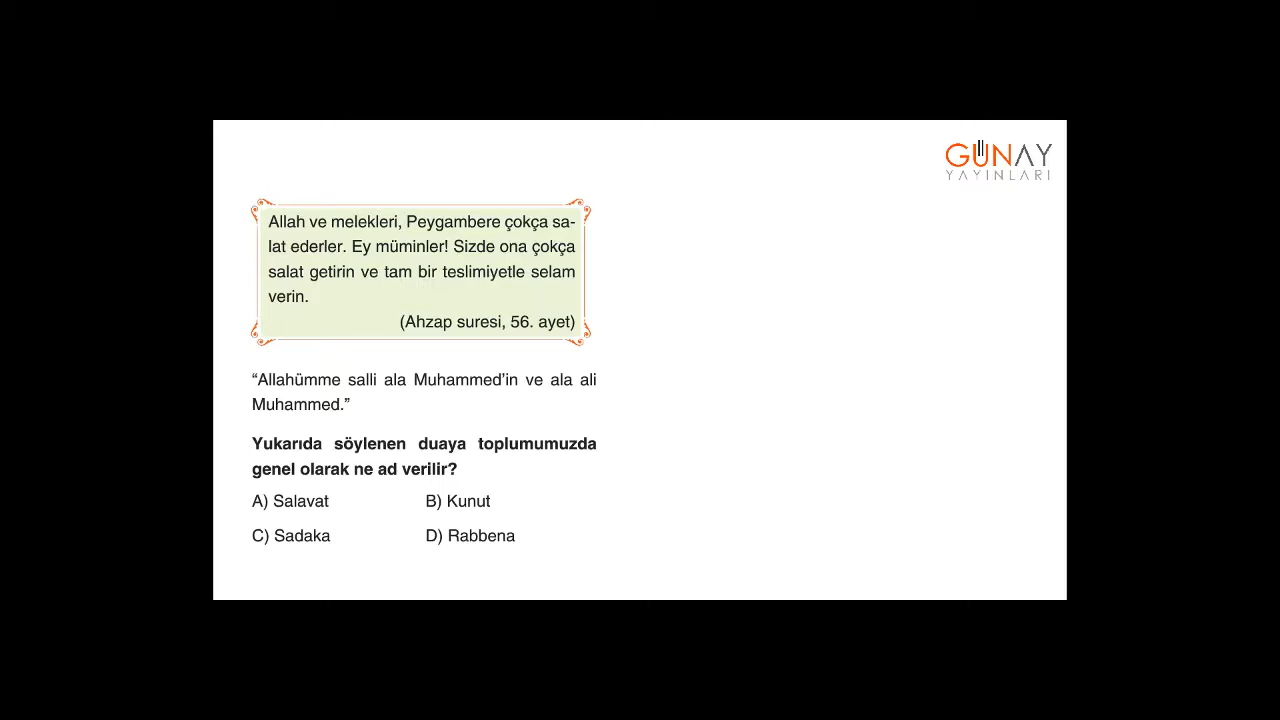 GÜNAY
YAYINLARI
Allah ve melekleri, Peygambere çokça sa-
lat ederler. Ey müminler! Sizde ona çokça
salat getirin ve tam bir teslimiyetle selam
verin.
(Ahzap suresi, 56. ayet)
“Allahümme salli ala Muhammed’in ve ala ali
Muhammed.”
Yukarıda söylenen duaya toplumumuzda
genel olarak ne ad verilir?
A) Salavat B) Kunut
C) Sadaka D) Rabbena